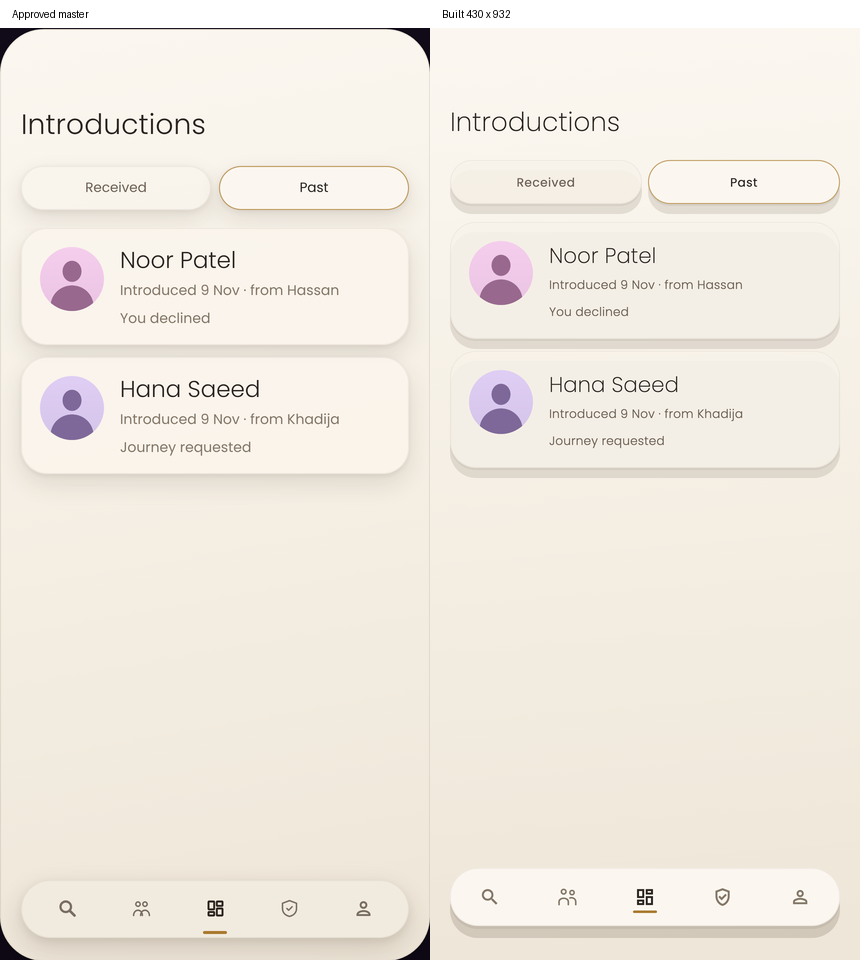 Approved master
Introductions
Received
Past
Noor Patel
Introduced 9 Nov · from Hassan
You declined
Hana Saeed
Introduced 9 Nov · from Khadija
Journey requested
Built 430 x 932
Introductions
Received
Past
Noor Patel
Introduced 9 Nov · from Hassan
You declined
Hana Saeed
Introduced 9 Nov · from Khadija
Journey requested